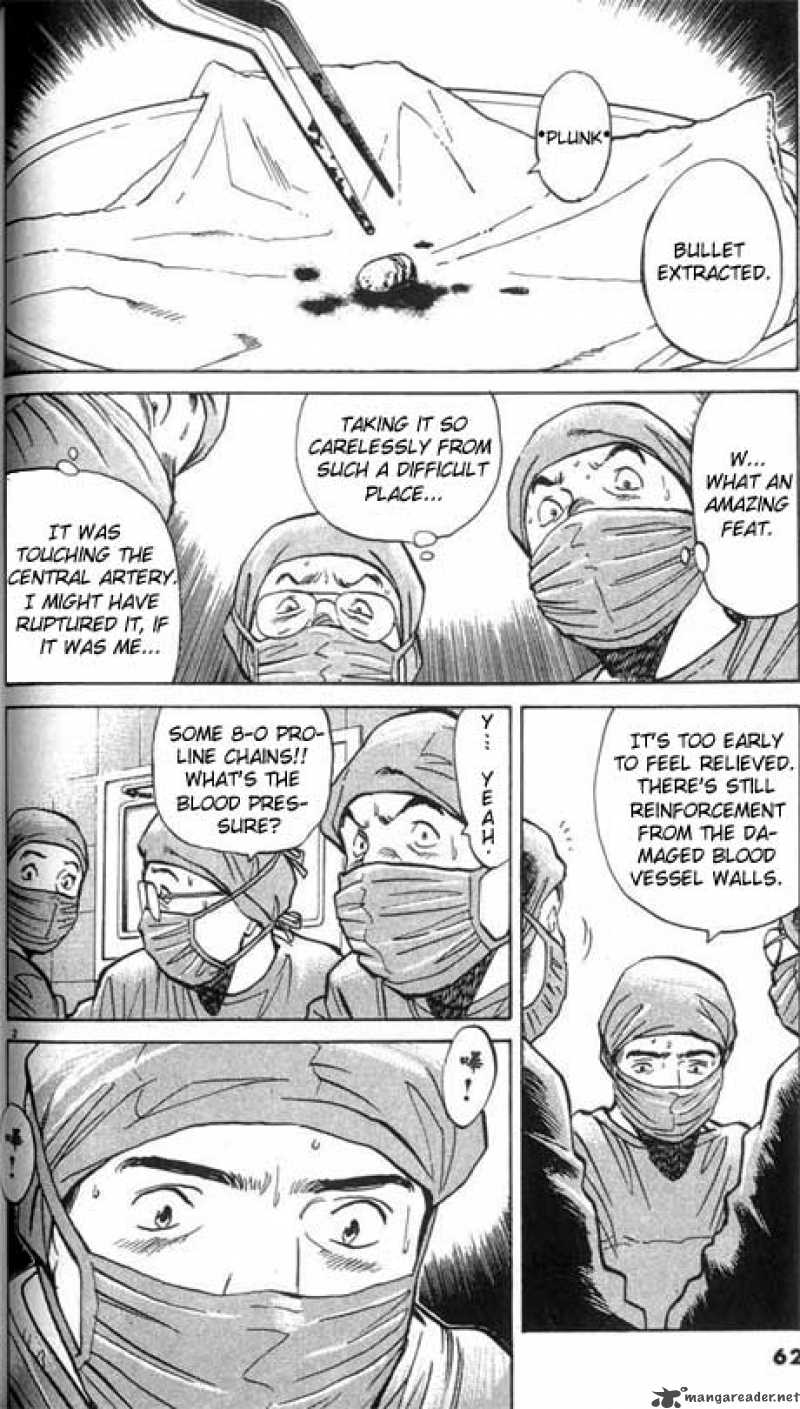 *PLUNK*
BULLET
EXTRACTED.
W...
WHAT AN
AMAZING
FEAT.
TAKING IT SO
CARELESSLY FROM
SUCH A DIFFICULT
PLACE...
IT WAS
TOUCHING THE
CENTRAL ARTERY.
I MIGHT HAVE
RUPTURED IT, IF
IT WAS ME...
IT'S TOO EARLY
TO FEEL RELIEVED.
THERE'S STILL
REINFORCEMENT
FROM THE DA-
MAGED BLOOD
VESSEL WALLS.
Y... YEAH.
SOME 8-0 PRO-
LINE CHAINS!!
WHAT'S THE
BLOOD PRES-
SURE?
62
mangareader.net